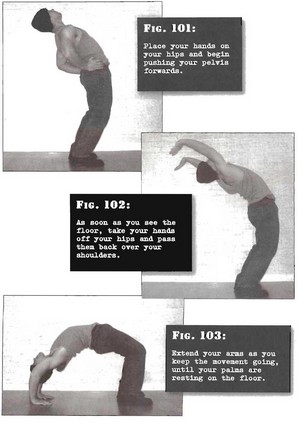 FIG. 101:
Place your hands on
your hips and begin
pushing your pelvis
forwards.
FIG. 102:
As soon as you see the
floor, take your hands
off your hips and pass
them back over your
shoulders.
FIG. 103:
Extend your arms as you
keep the movement going,
until your palms are
resting on the floor.